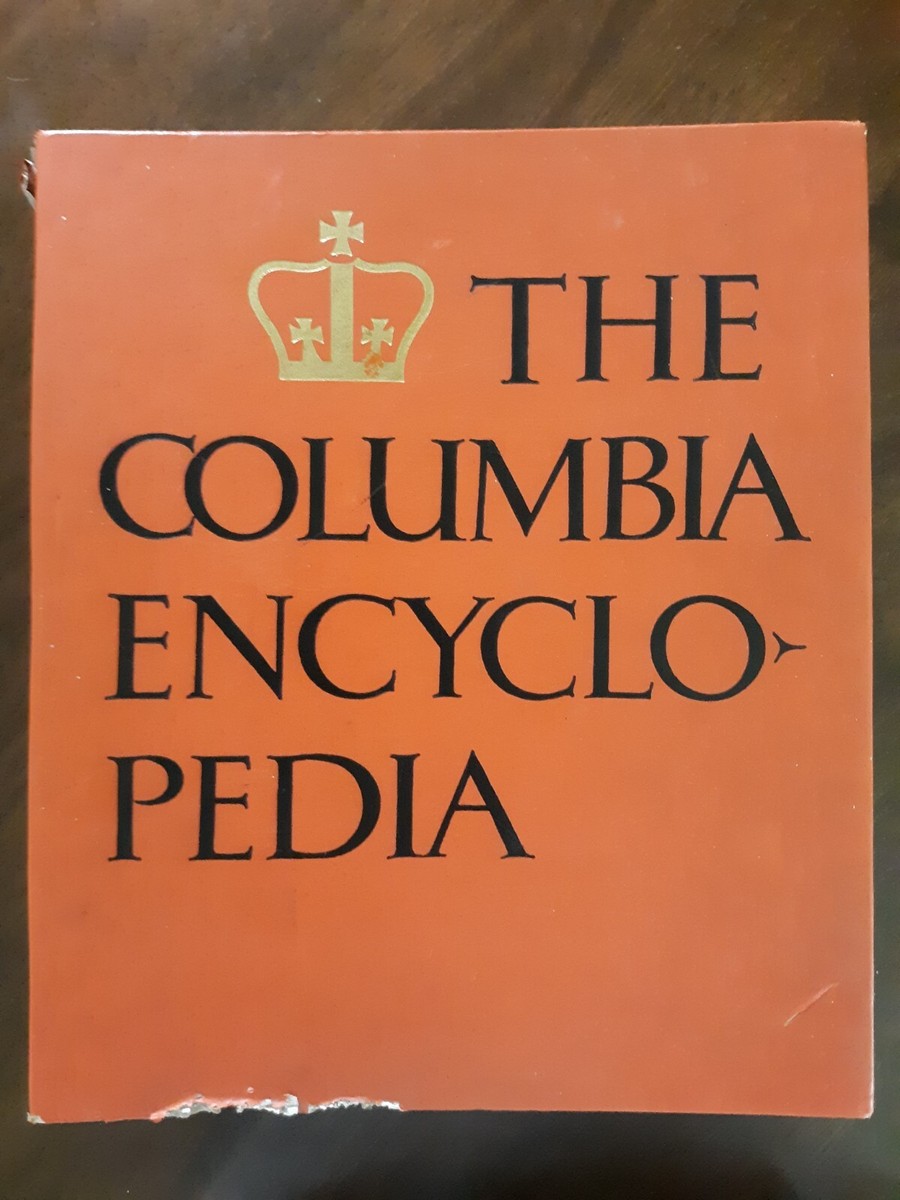 THE
COLUMBIA
ENCYCLO-
PEDIA